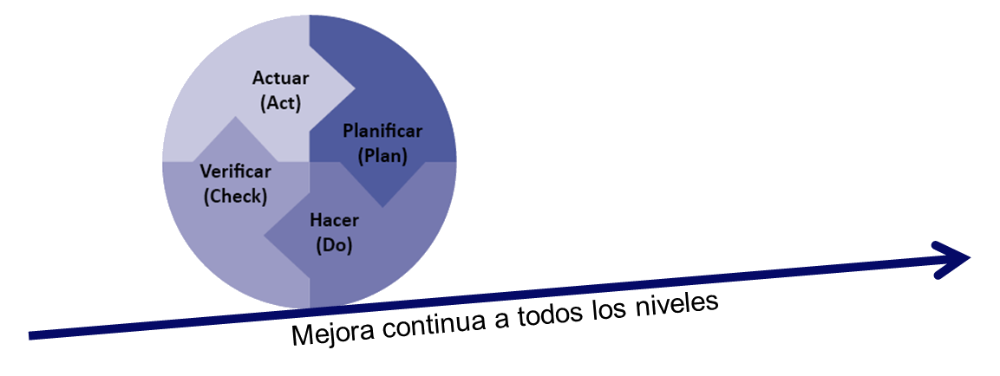 Actuar
(Act)
Planificar
(Plan)
Verificar
(Check)
Hacer
(Do)
Mejora continua a todos los niveles